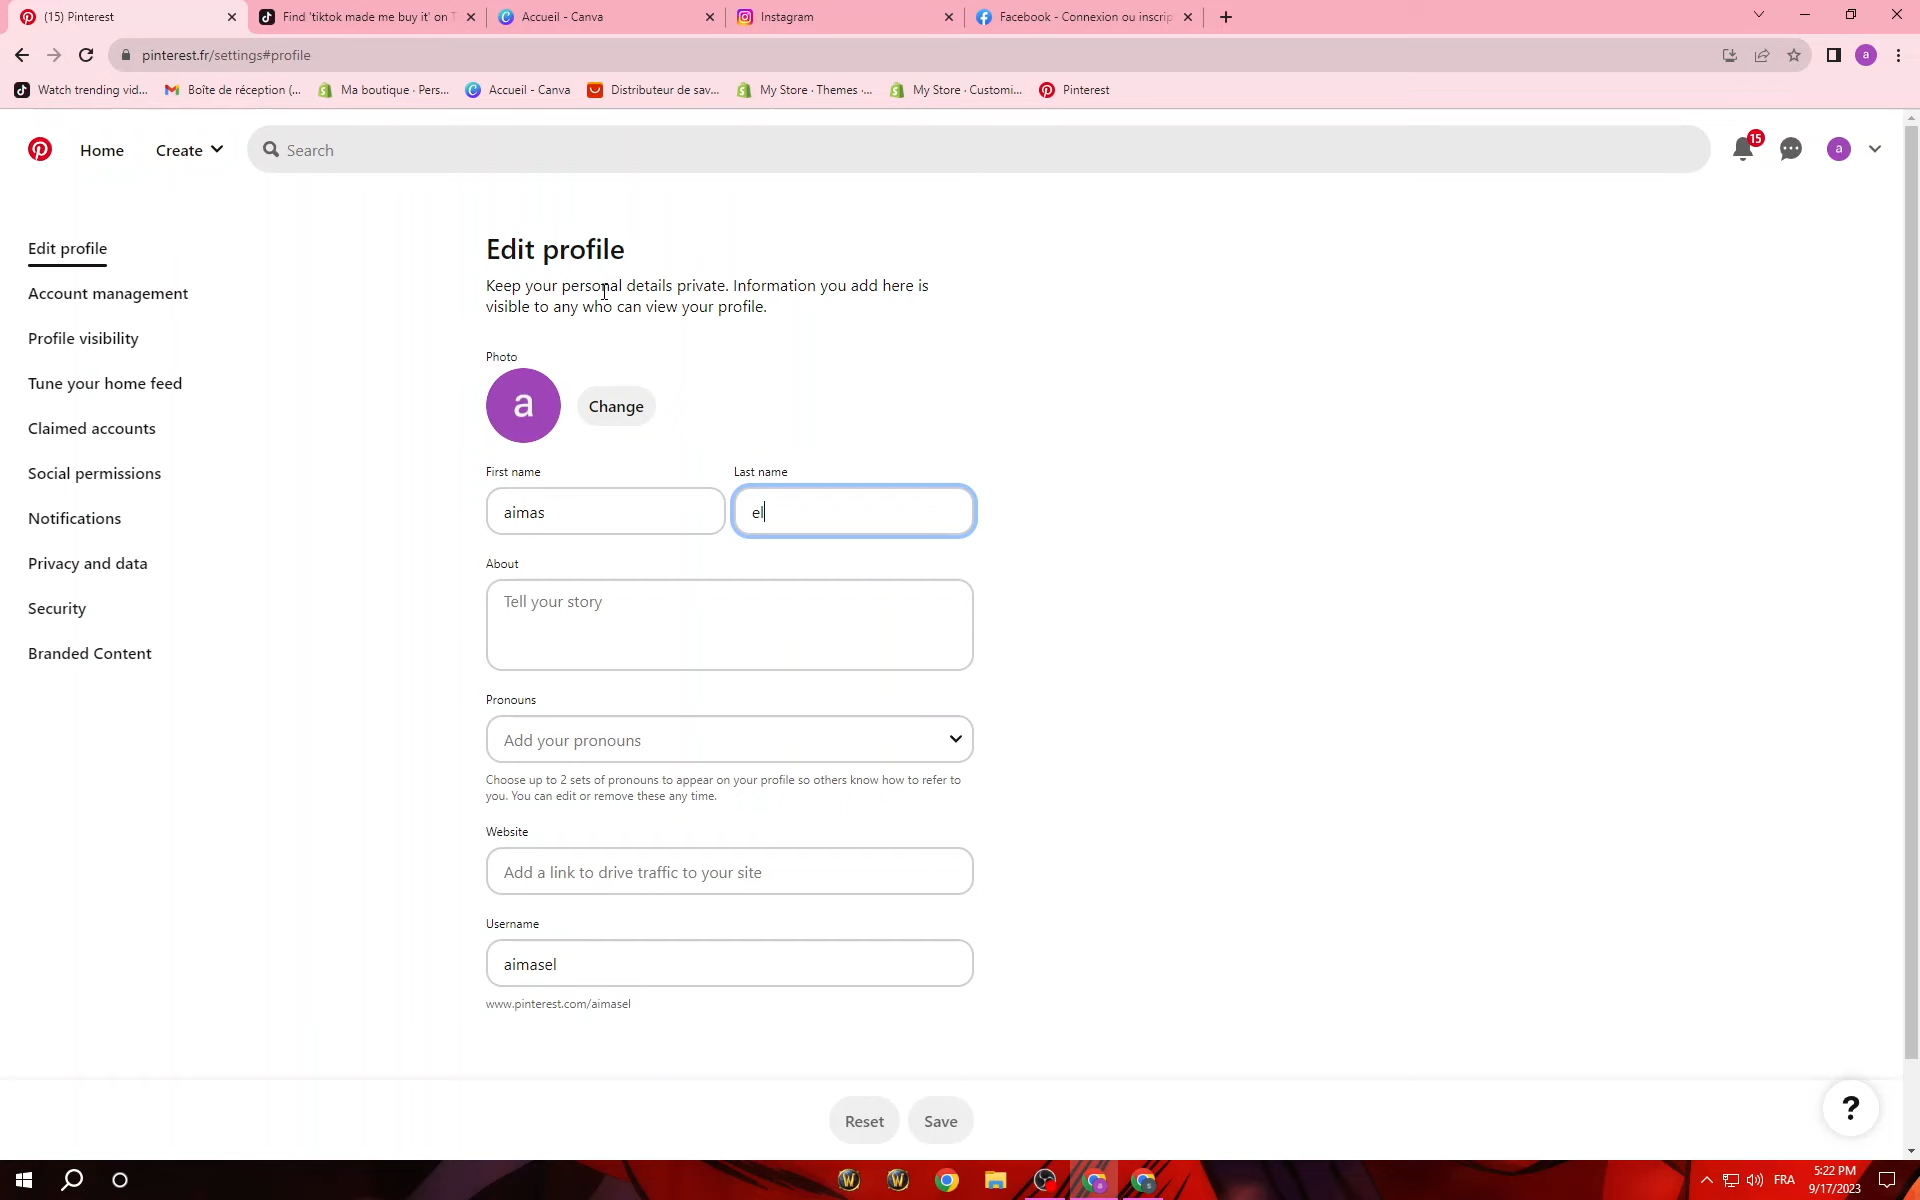 (15) Pinterest
Find 'tiktok made me buy it' on T
Accueil - Canva
Instagram
Facebook - Connexion ou inscrip
pinterest.fr/settings#profile
a
Watch trending vid...
Boîte de réception (...
Ma boutique · Pers...
Accueil - Canva
Distributeur de sav...
My Store · Themes ·...
My Store · Customi...
Pinterest
Home
Create
Search
15
a
Edit profile
Account management
Profile visibility
Tune your home feed
Claimed accounts
Social permissions
Notifications
Privacy and data
Security
Branded Content
Edit profile
Keep your personal details private. Information you add here is
visible to any who can view your profile.
Photo
a
Change
First name
Last name
aimas
el
About
Tell your story
Pronouns
Add your pronouns
Choose up to 2 sets of pronouns to appear on your profile so others know how to refer to
you. You can edit or remove these any time.
Website
Add a link to drive traffic to your site
Username
aimasel
www.pinterest.com/aimasel
Reset
Save
?
FRA
5:22 PM
9/17/2023